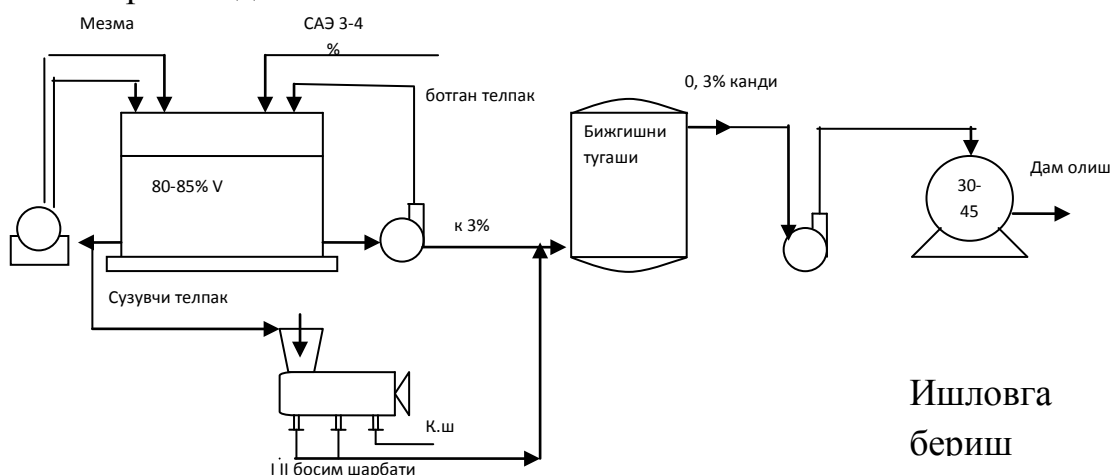 Мезма
САЭ 3-4
%
ботган телпак
0, 3% канди
Бижгишни
тугаши
80-85% V
30-
45
Дам олиш
к 3%
Сузувчи телпак
К.ш
I II босим шарбати
Ишловга
бериш